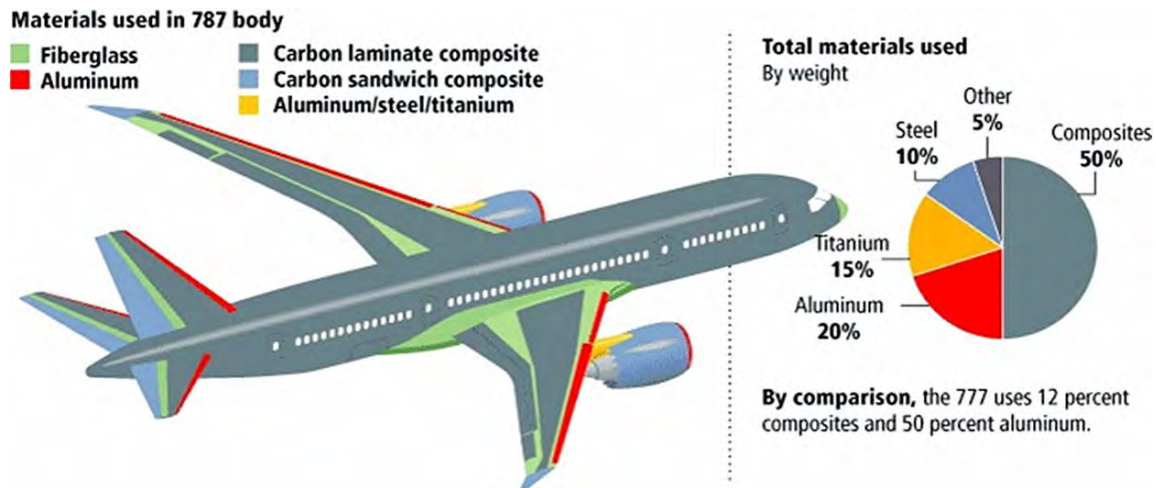 Materials used in 787 body
Fiberglass
Aluminum
Carbon laminate composite
Carbon sandwich composite
Aluminum/steel/titanium
Total materials used
By weight
Other
5%
Steel
10%
Composites
50%
Titanium
15%
Aluminum
20%
By comparison, the 777 uses 12 percent
composites and 50 percent aluminum.